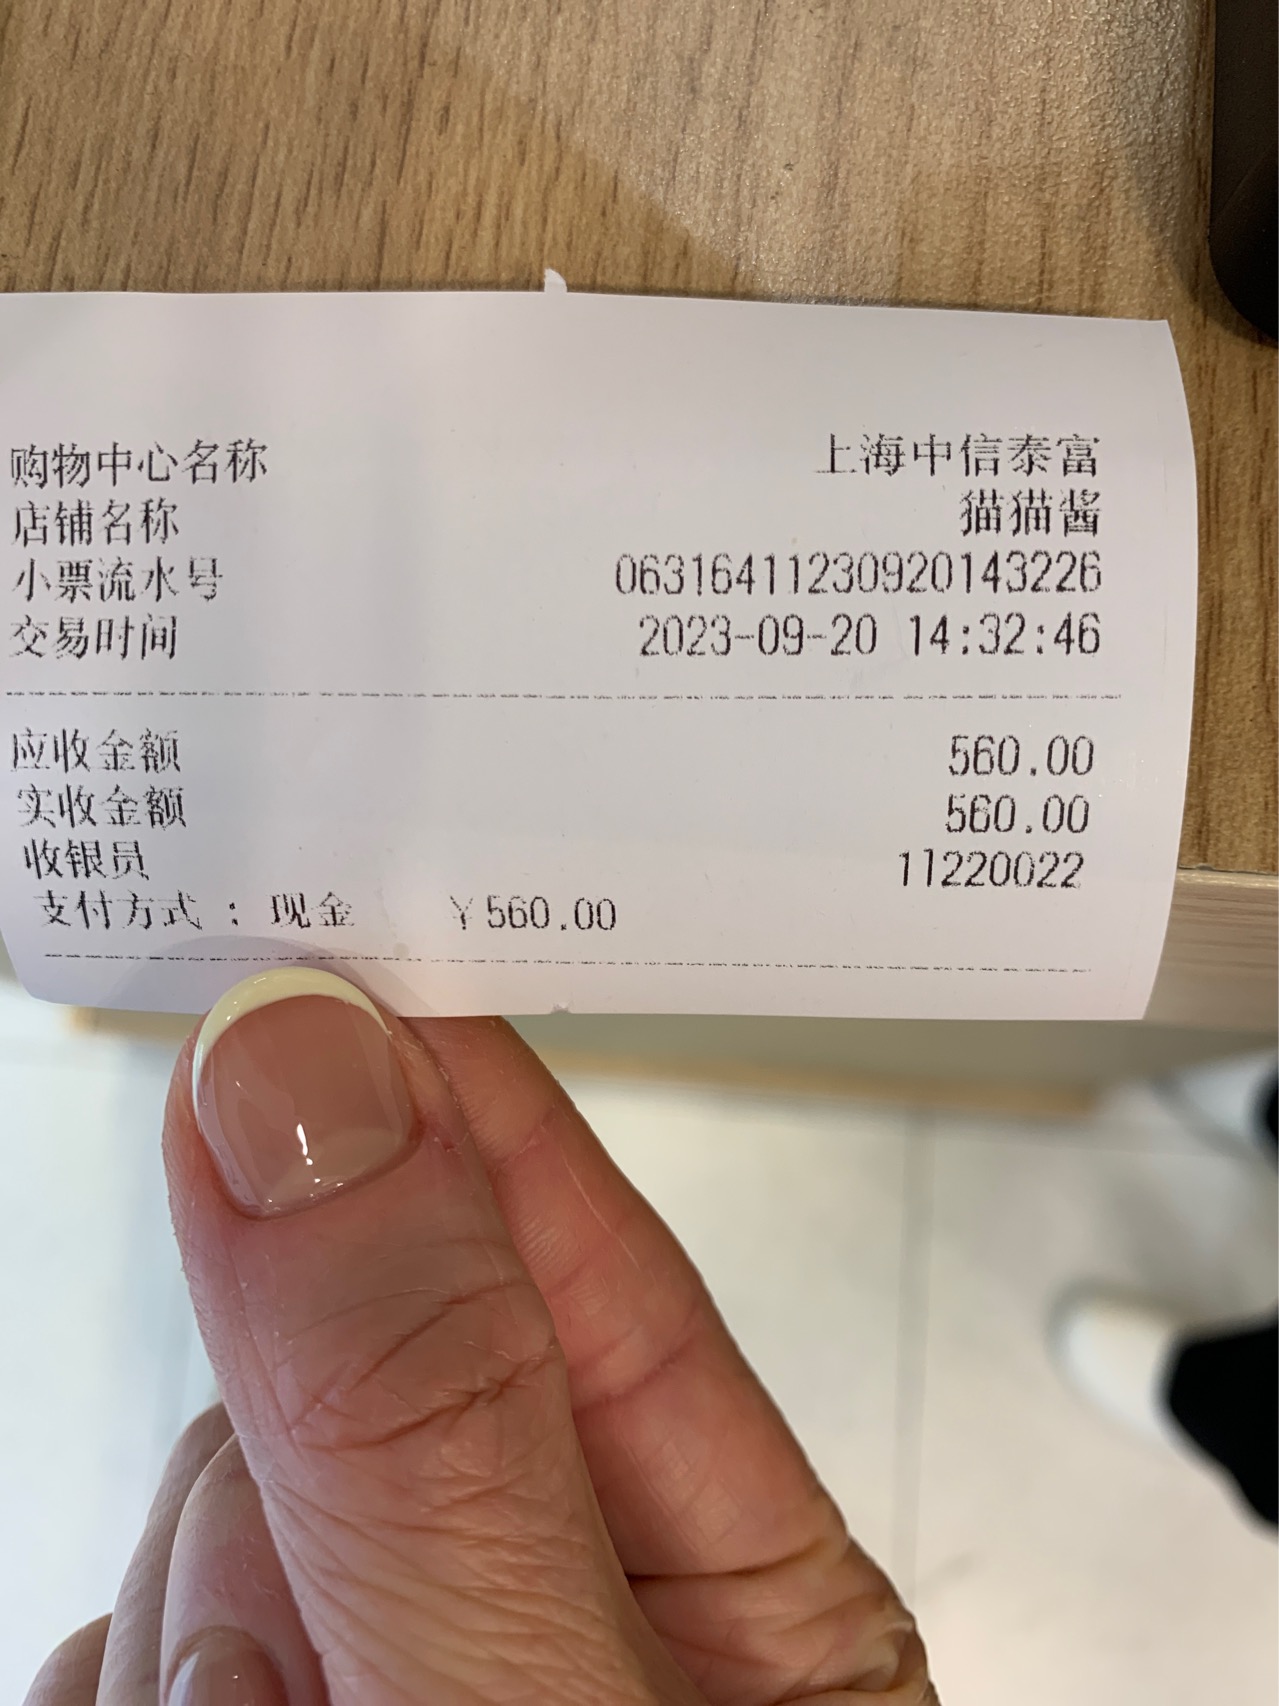 购物中心名称 上海中信泰富
店铺名称 猫猫酱
小票流水号 06316411230920143226
交易时间 2023-09-20 14:32:46
应收金额 560.00
实收金额 560.00
收银员 11220022
支付方式：现金 ¥560.00